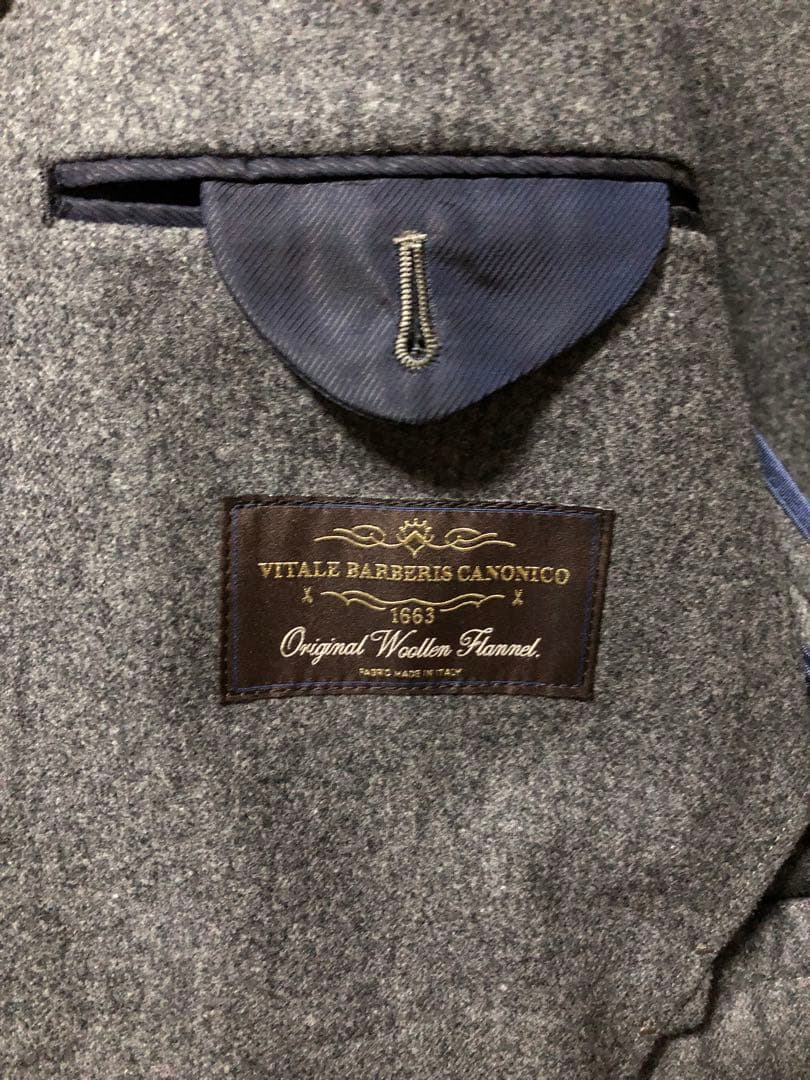 VITALE BARBERIS CANONICO
1663
Original Woollen Flannel.
FABRIC MADE IN ITALY